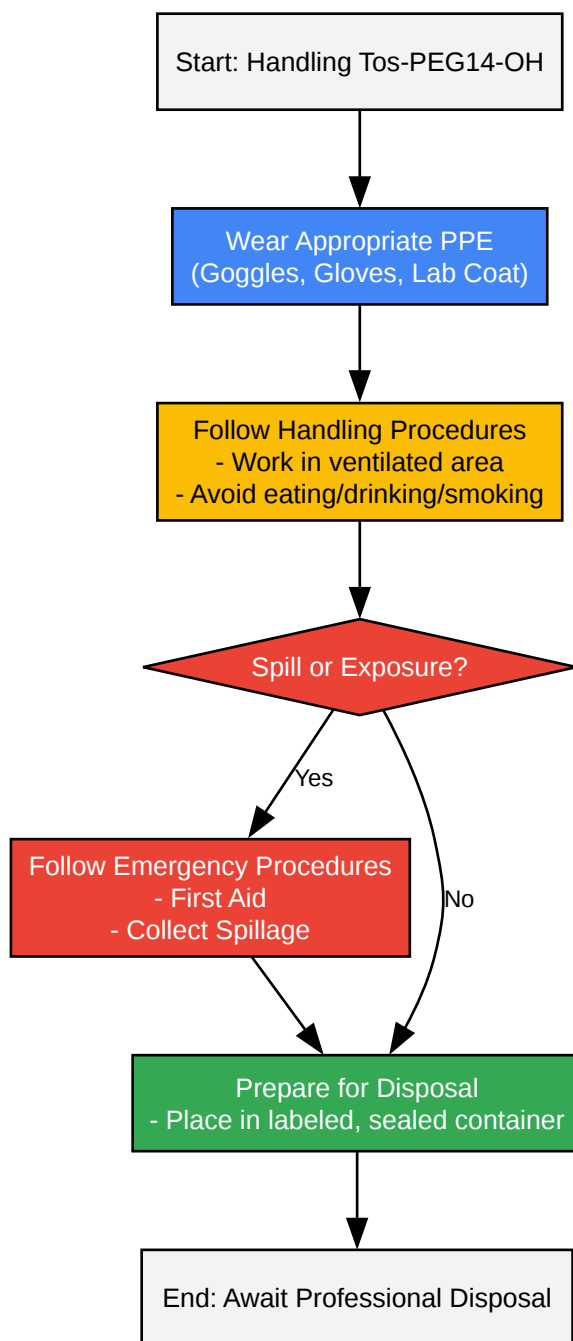 Start: Handling Tos-PEG14-OH
Wear Appropriate PPE
(Goggles, Gloves, Lab Coat)
Follow Handling Procedures
- Work in ventilated area
- Avoid eating/drinking/smoking
Spill or Exposure?
Yes
Follow Emergency Procedures
- First Aid
- Collect Spillage
No
Prepare for Disposal
- Place in labeled, sealed container
End: Await Professional Disposal